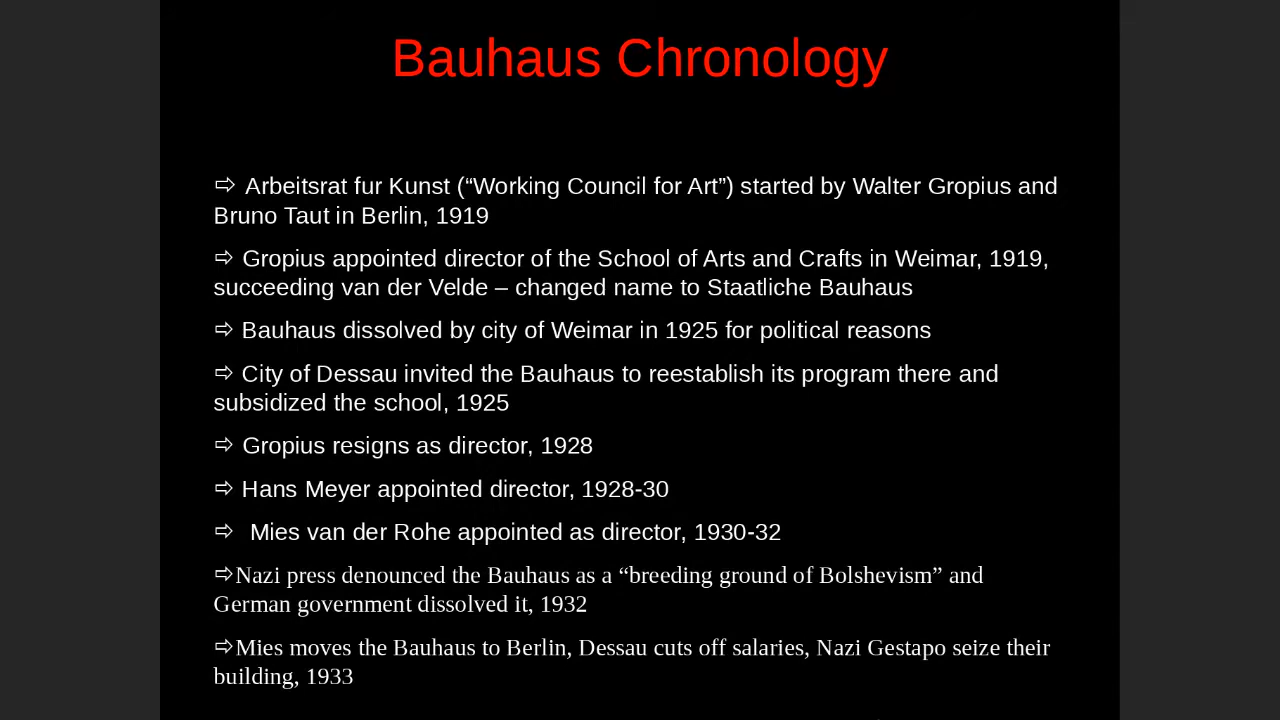 Bauhaus Chronology
⇨ Arbeitsrat fur Kunst (“Working Council for Art”) started by Walter Gropius and
Bruno Taut in Berlin, 1919
⇨ Gropius appointed director of the School of Arts and Crafts in Weimar, 1919,
succeeding van der Velde – changed name to Staatliche Bauhaus
⇨ Bauhaus dissolved by city of Weimar in 1925 for political reasons
⇨ City of Dessau invited the Bauhaus to reestablish its program there and
subsidized the school, 1925
⇨ Gropius resigns as director, 1928
⇨ Hans Meyer appointed director, 1928-30
⇨ Mies van der Rohe appointed as director, 1930-32
⇨Nazi press denounced the Bauhaus as a “breeding ground of Bolshevism” and
German government dissolved it, 1932
⇨Mies moves the Bauhaus to Berlin, Dessau cuts off salaries, Nazi Gestapo seize their
building, 1933